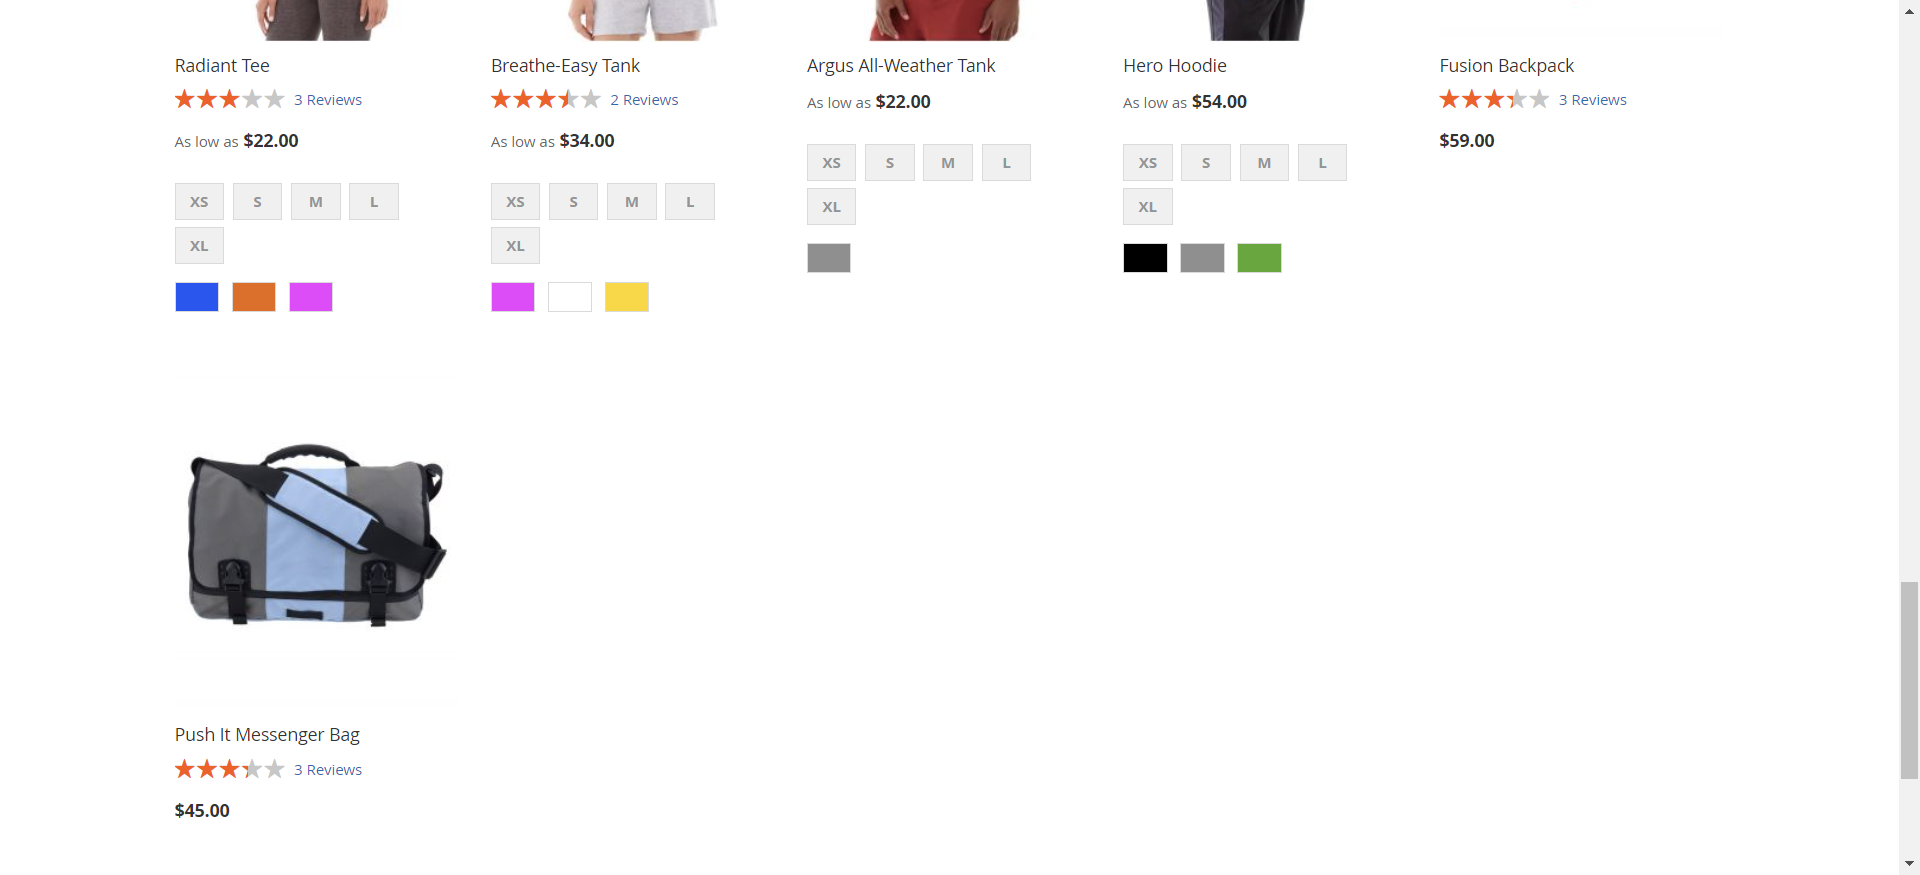 Radiant Tee
3 Reviews
As low as $22.00
XS S M L
XL
Breathe-Easy Tank
2 Reviews
As low as $34.00
XS S M L
XL
Argus All-Weather Tank
As low as $22.00
XS S M L
XL
Hero Hoodie
As low as $54.00
XS S M L
XL
Fusion Backpack
3 Reviews
$59.00
Push It Messenger Bag
3 Reviews
$45.00